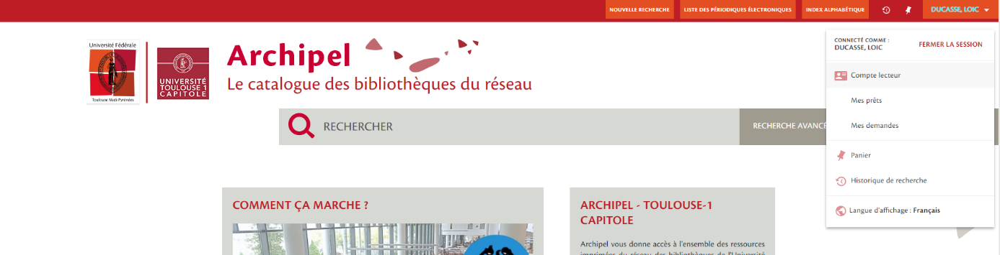 NOUVELLE RECHERCHE
LISTE DES PÉRIODIQUES ÉLECTRONIQUES
INDEX ALPHABÉTIQUE
DUCASSE, LOIC
Université Fédérale
Toulouse Midi-Pyrénées
UNIVERSITÉ
TOULOUSE 1
CAPITOLE
Archipel
Le catalogue des bibliothèques du réseau
RECHERCHER
RECHERCHE AVANCÉ
CONNECTÉ COMME :
DUCASSE, LOIC
FERMER LA SESSION
Compte lecteur
Mes prêts
Mes demandes
Panier
Historique de recherche
Langue d'affichage : Français
COMMENT ÇA MARCHE ?
ARCHIPEL - TOULOUSE-1
CAPITOLE
Archipel vous donne accès à l'ensemble des ressources
imprimées du réseau des bibliothèques de l'Université